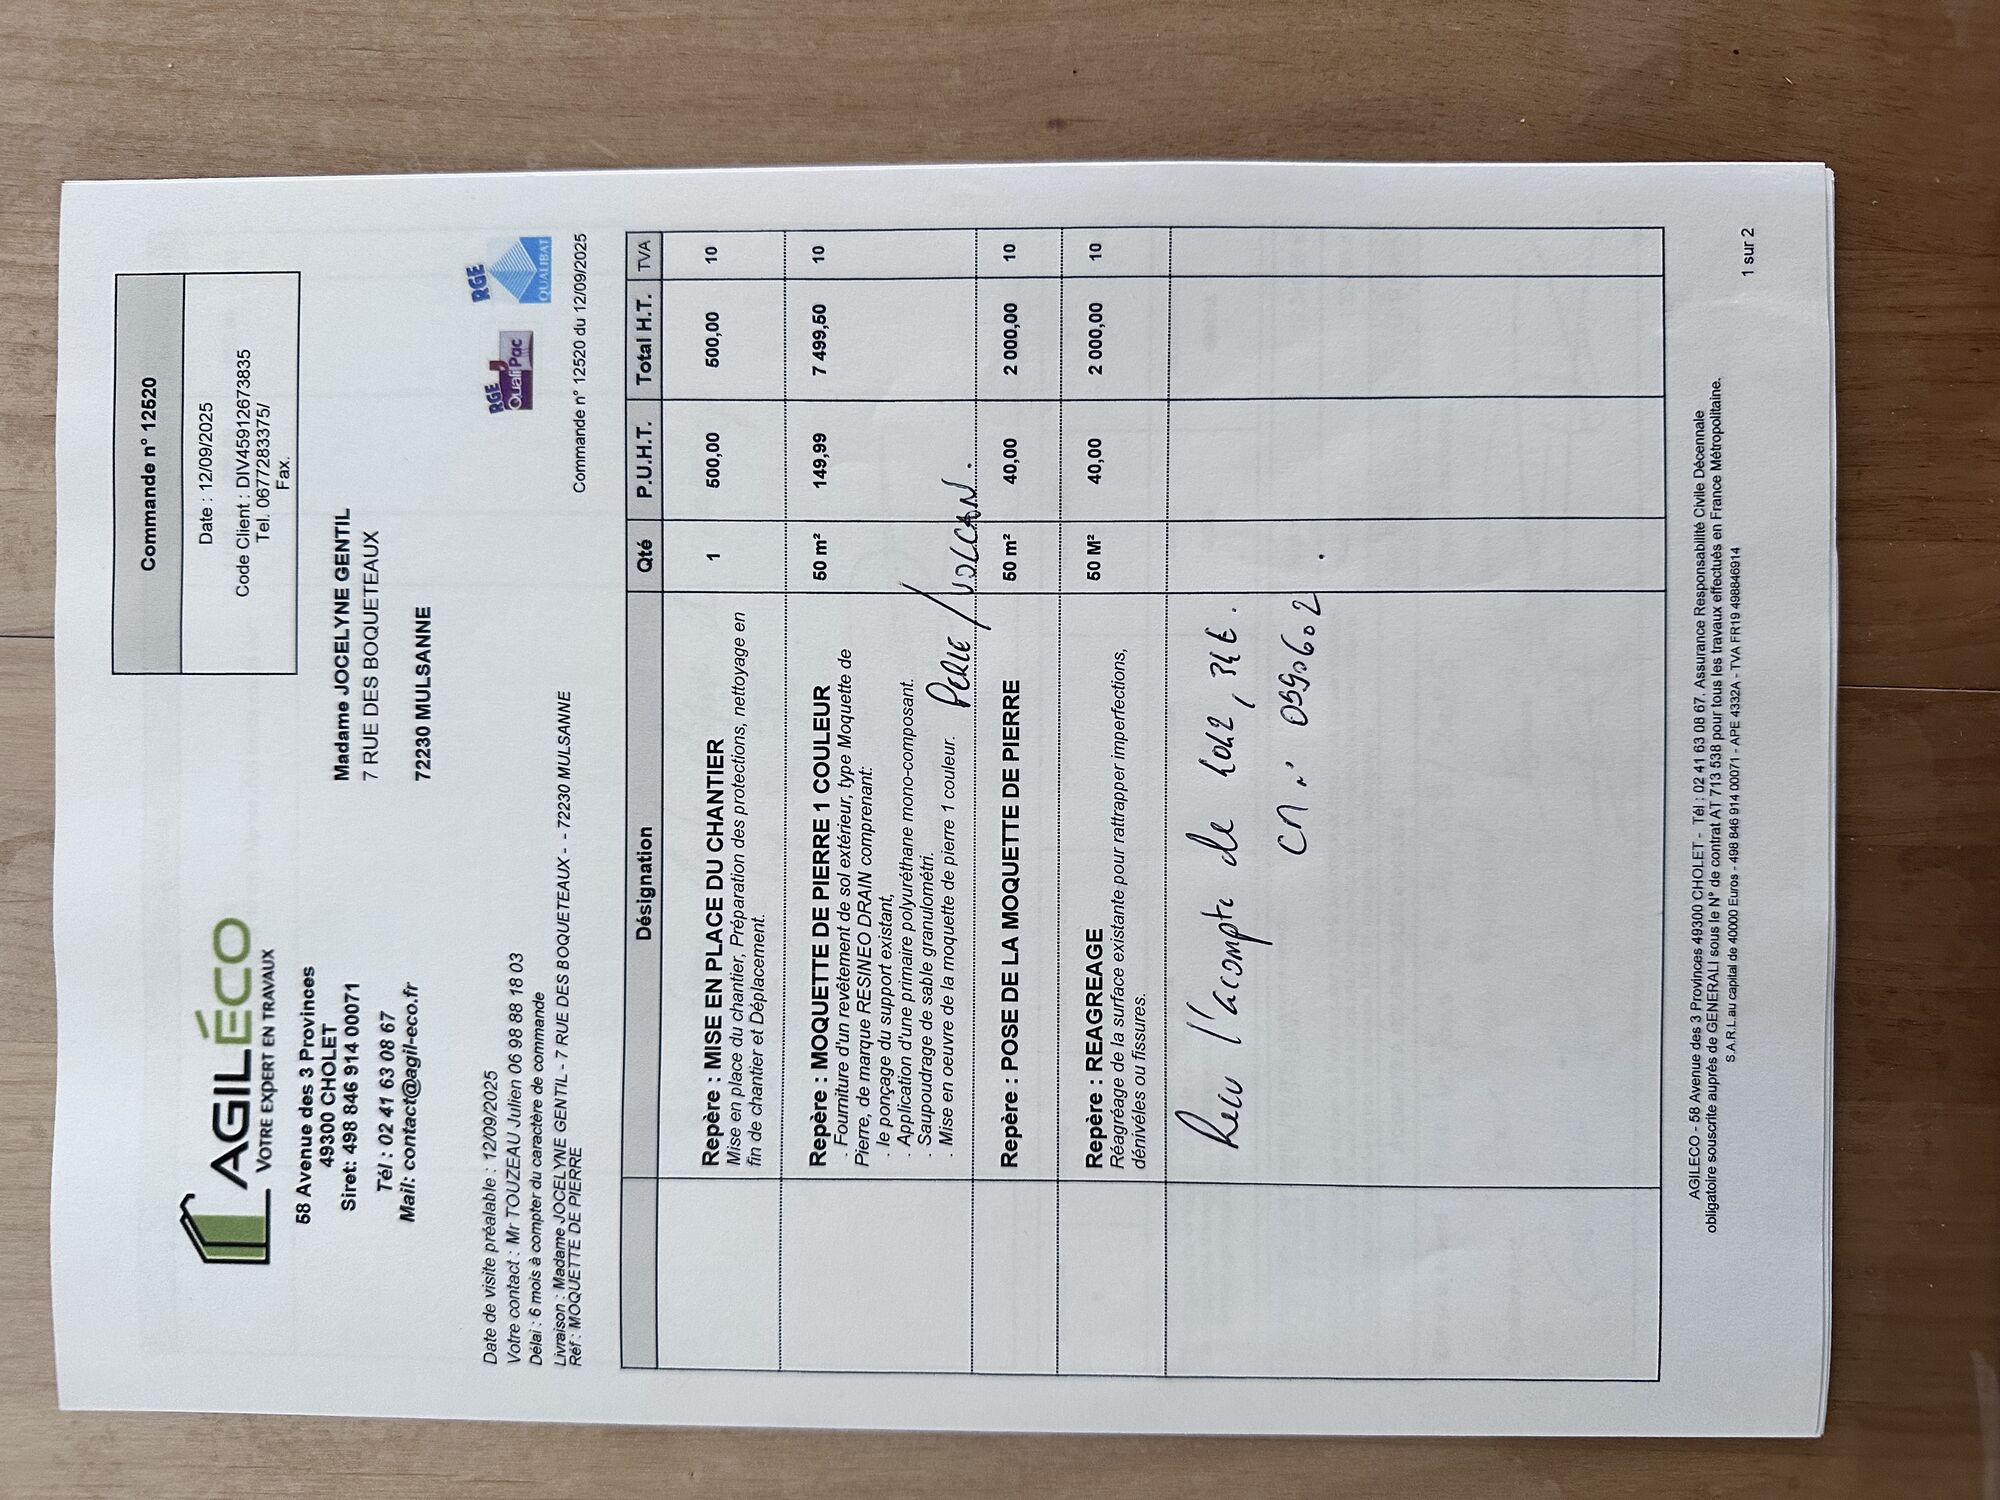 AGILÉCO
VOTRE EXPERT EN TRAVAUX
58 Avenue des 3 Provinces
49300 CHOLET
Siret: 498 846 914 00071
Tél : 02 41 63 08 67
Mail: contact@agil-eco.fr
Commande n° 12520
Date : 12/09/2025
Code Client : DIV45912673835
Tel. 0677283375/
Fax.
Madame JOCELYNE GENTIL
7 RUE DES BOQUETEAUX
72230 MULSANNE
Date de visite préalable : 12/09/2025
Votre contact : Mr TOUZEAU Julien 06 98 88 18 03
Délai : 6 mois à compter du caractère de commande
Livraison : Madame JOCELYNE GENTIL - 7 RUE DES BOQUETEAUX - - 72230 MULSANNE
Réf : MOQUETTE DE PIERRE
RGE QualiPac
RGE QUALIBAT
Commande n° 12520 du 12/09/2025
Désignation Qté P.U.H.T. Total H.T. TVA
Repère : MISE EN PLACE DU CHANTIER 1 500,00 500,00 10
Mise en place du chantier, Préparation des protections, nettoyage en
fin de chantier et Déplacement.
Repère : MOQUETTE DE PIERRE 1 COULEUR 50 m² 149,99 7 499,50 10
. Fourniture d'un revêtement de sol extérieur, type Moquette de
Pierre, de marque RESINEO DRAIN comprenant:
. le ponçage du support existant,
. Application d'une primaire polyuréthane mono-composant.
. Saupoudrage de sable granulométri.
. Mise en oeuvre de la moquette de pierre 1 couleur. PERLE / VOLCAN.
Repère : POSE DE LA MOQUETTE DE PIERRE 50 m² 40,00 2 000,00 10
Repère : REAGREAGE 50 M² 40,00 2 000,00 10
Réagréage de la surface existante pour rattrapper imperfections,
dénivéles ou fissures.
Recu l'acompte de
AGILECO - 58 Avenue des 3 Provinces 49300 CHOLET - Tél : 02 41 63 08 67. Assurance Responsabilité Civile Décennale
obligatoire souscrite auprès de GENERALI sous le N° de contrat AT 713 538 pour tous les travaux effectués en France Métropolitaine.
S.A.R.L.au capital de 40000 Euros - 498 846 914 00071 - APE 4332A - TVA FR19 498846914
1 sur 2